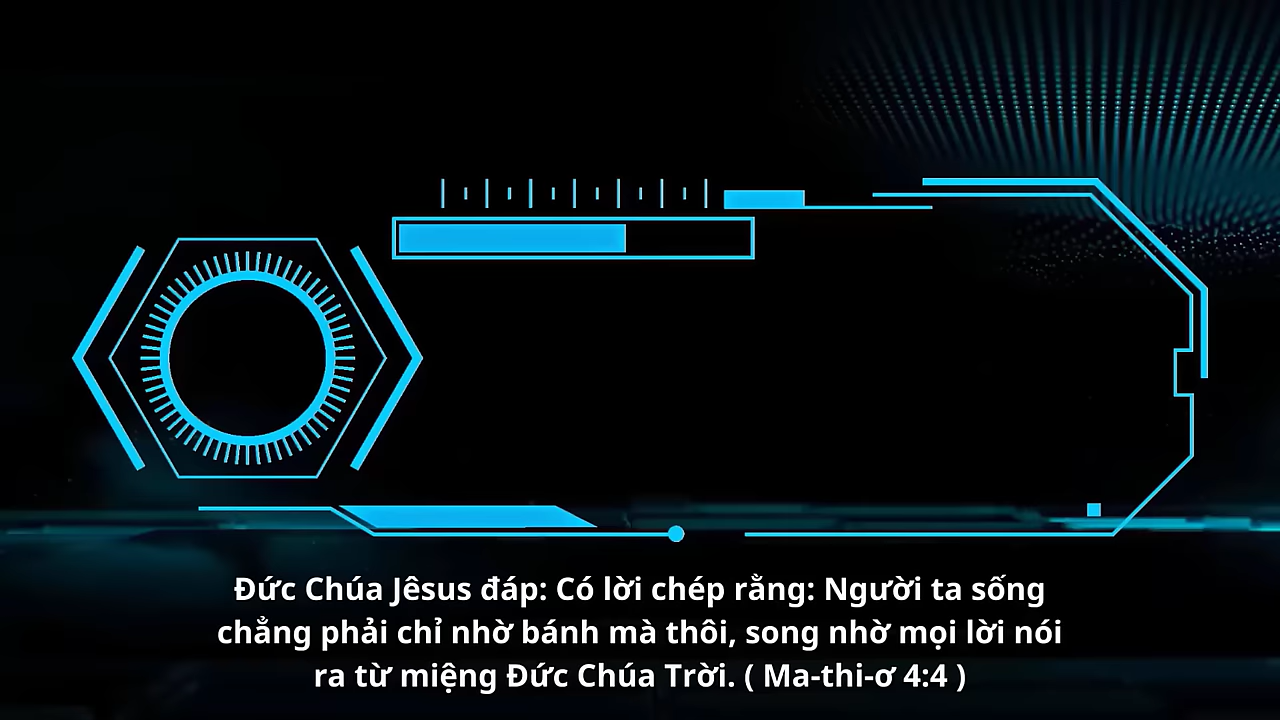 Đức Chúa Jêsus đáp: Có lời chép rằng: Người ta sống
chẳng phải chỉ nhờ bánh mà thôi, song nhờ mọi lời nói
ra từ miệng Đức Chúa Trời. ( Ma-thi-ơ 4:4 )